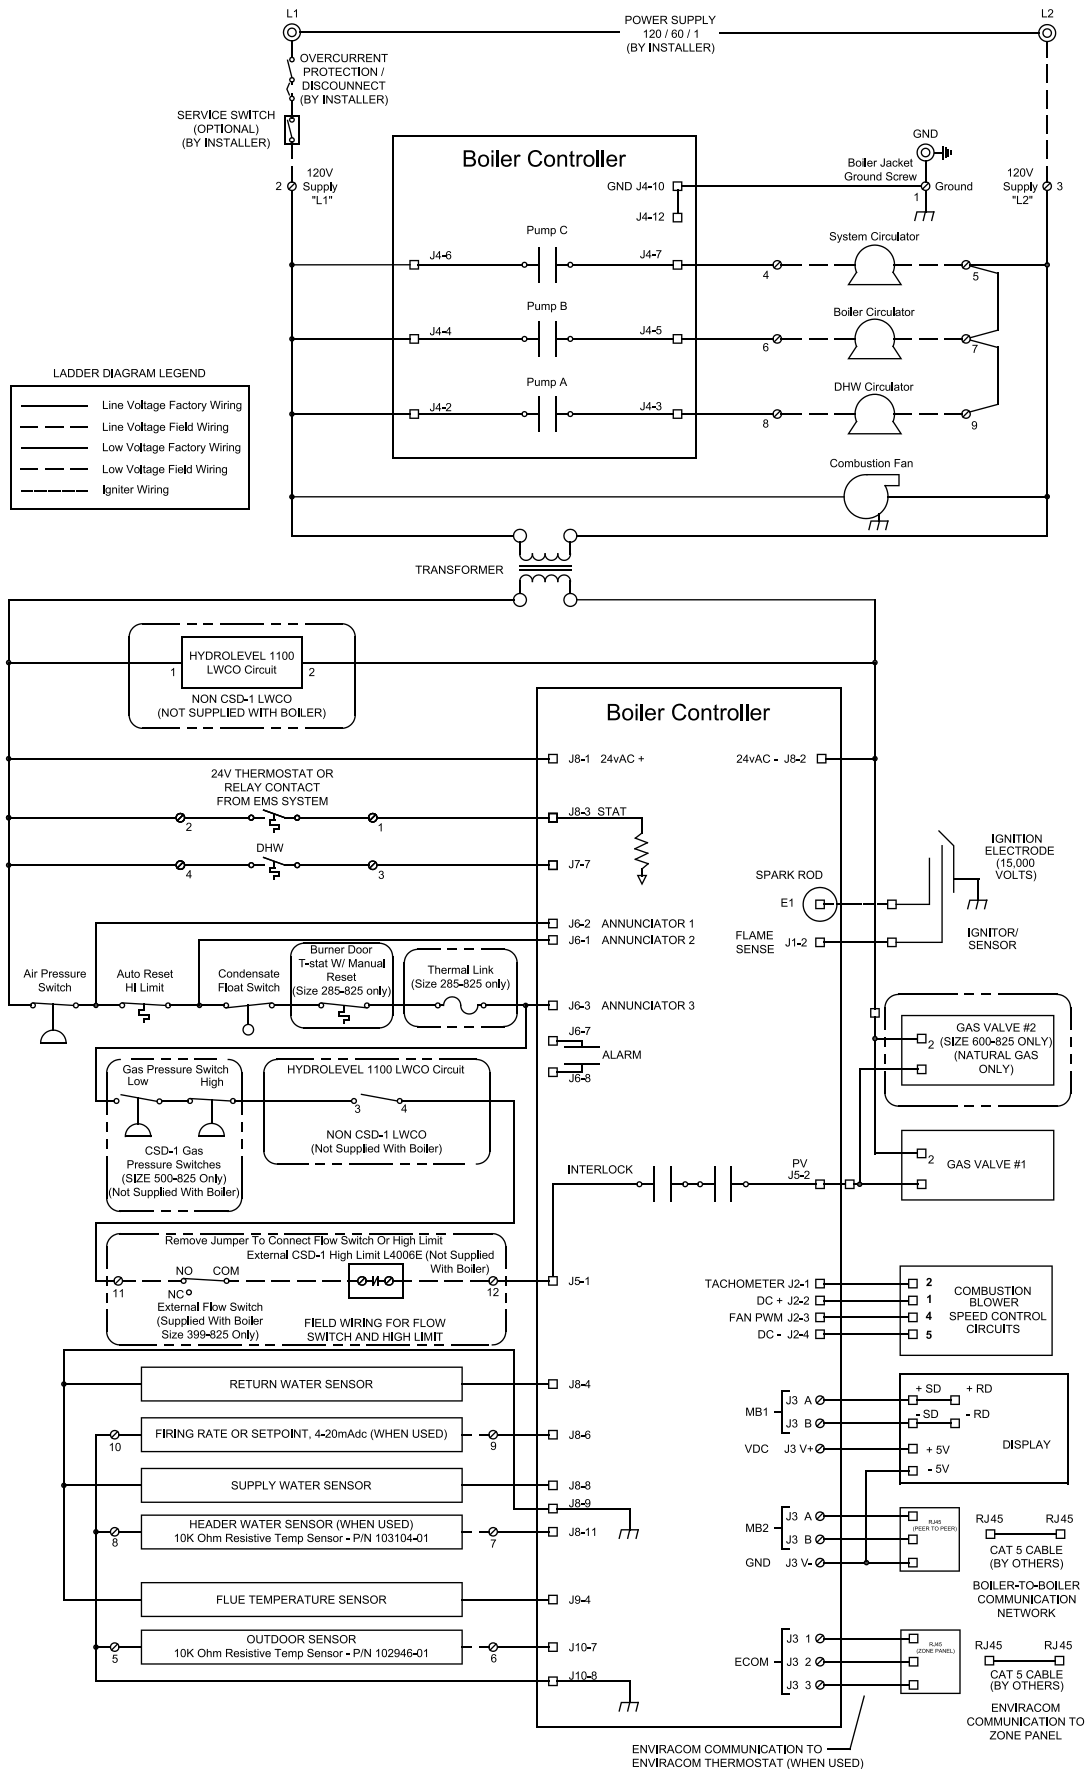 L1
POWER SUPPLY
120 / 60 / 1
(BY INSTALLER)
L2
OVERCURRENT
PROTECTION /
DISCOUNNECT
(BY INSTALLER)
SERVICE SWITCH
(OPTIONAL)
(BY INSTALLER)
2
120V
Supply
"L1"
Boiler Controller
GND J4-10
J4-12
GND
Boiler Jacket
Ground Screw
1
Ground
120V
Supply
"L2"
3
J4-6
Pump C
J4-7
4
System Circulator
5
J4-4
Pump B
J4-5
6
Boiler Circulator
7
J4-2
Pump A
J4-3
8
DHW Circulator
9
Combustion Fan
LADDER DIAGRAM LEGEND
Line Voltage Factory Wiring
Line Voltage Field Wiring
Low Voltage Factory Wiring
Low Voltage Field Wiring
Igniter Wiring
TRANSFORMER
1
HYDROLEVEL 1100
LWCO Circuit
2
NON CSD-1 LWCO
(NOT SUPPLIED WITH BOILER)
Boiler Controller
J8-1 24vAC +
24vAC - J8-2
24V THERMOSTAT OR
RELAY CONTACT
FROM EMS SYSTEM
2
1
J8-3 STAT
DHW
4
3
J7-7
SPARK ROD
E1
FLAME
SENSE
J1-2
IGNITION
ELECTRODE
(15,000
VOLTS)
IGNITOR/
SENSOR
J6-2 ANNUNCIATOR 1
J6-1 ANNUNCIATOR 2
Air Pressure
Switch
Auto Reset
HI Limit
Condensate
Float Switch
Burner Door
T-stat W/ Manual
Reset
(Size 285-825 only)
Thermal Link
(Size 285-825 only)
J6-3 ANNUNCIATOR 3
J6-7
ALARM
J6-8
2
GAS VALVE #2
(SIZE 600-825 ONLY)
(NATURAL GAS
ONLY)
Gas Pressure Switch
Low
High
CSD-1 Gas
Pressure Switches
(SIZE 500-825 Only)
(Not Supplied With Boiler)
HYDROLEVEL 1100 LWCO Circuit
3
4
NON CSD-1 LWCO
(Not Supplied With Boiler)
INTERLOCK
PV
J5-2
2
GAS VALVE #1
Remove Jumper To Connect Flow Switch Or High Limit
External CSD-1 High Limit L4006E (Not Supplied
With Boiler)
11
NO
COM
NC
12
J5-1
External Flow Switch
(Supplied With Boiler
Size 399-825 Only)
FIELD WIRING FOR FLOW
SWITCH AND HIGH LIMIT
TACHOMETER J2-1
DC + J2-2
FAN PWM J2-3
DC - J2-4
2
1
4
5
COMBUSTION
BLOWER
SPEED CONTROL
CIRCUITS
RETURN WATER SENSOR
J8-4
10
FIRING RATE OR SETPOINT, 4-20mAdc (WHEN USED)
9
J8-6
SUPPLY WATER SENSOR
J8-8
J8-9
8
HEADER WATER SENSOR (WHEN USED)
10K Ohm Resistive Temp Sensor - P/N 103104-01
7
J8-11
FLUE TEMPERATURE SENSOR
J9-4
5
OUTDOOR SENSOR
10K Ohm Resistive Temp Sensor - P/N 102946-01
6
J10-7
J10-8
MB1
J3 A
J3 B
VDC J3 V+
+ SD
+ RD
- SD
- RD
+ 5V
- 5V
DISPLAY
MB2
J3 A
J3 B
GND J3 V-
RJ45
(PEER TO PEER)
RJ45
RJ45
CAT 5 CABLE
(BY OTHERS)
BOILER-TO-BOILER
COMMUNICATION
NETWORK
ECOM
J3 1
J3 2
J3 3
RJ45
(ZONE PANEL)
RJ45
RJ45
CAT 5 CABLE
(BY OTHERS)
ENVIRACOM
COMMUNICATION TO
ZONE PANEL
ENVIRACOM COMMUNICATION TO
ENVIRACOM THERMOSTAT (WHEN USED)